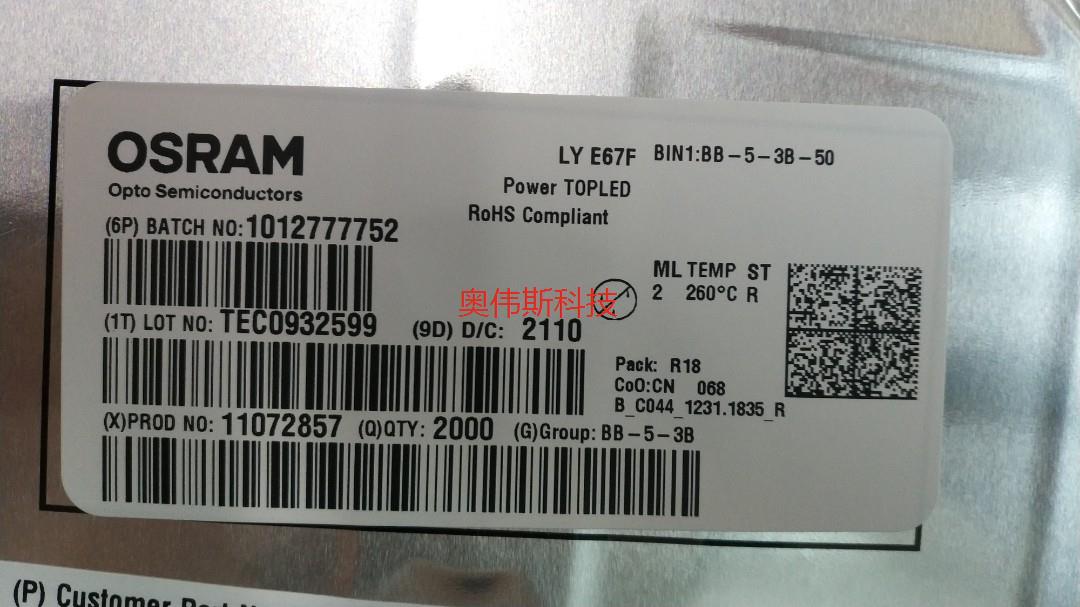 OSRAM
Opto Semiconductors
LY E67F BIN1:BB-5-3B-50
Power TOPLED
RoHS Compliant
(6P) BATCH NO:1012777752
ML TEMP ST
2 260°C R
奥伟斯科技
(1T) LOT NO: TEC0932599 (9D) D/C: 2110
Pack: R18
CoO:CN 068
B_C044_1231.1835_R
(X)PROD NO: 11072857 (Q)QTY: 2000 (G)Group: BB-5-3B
(P) Customer